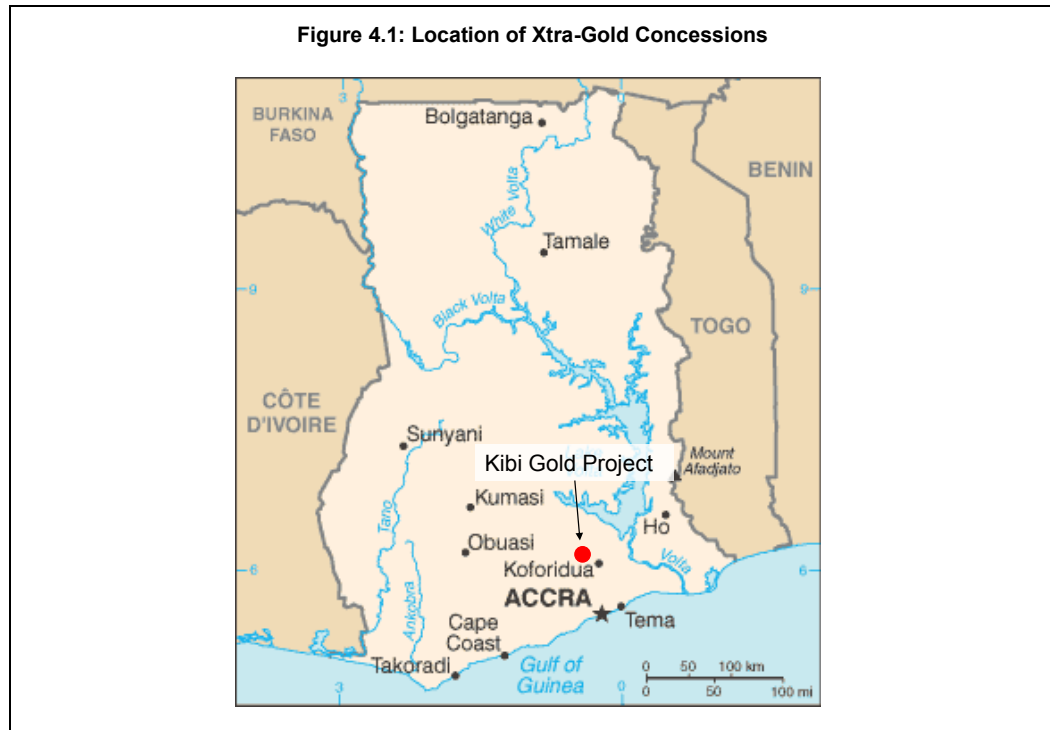 Figure 4.1: Location of Xtra-Gold Concessions
3
0
BURKINA
FASO
Bolgatanga
BENIN
White Volta
Tamale
9
9
Black Volta
TOGO
CÔTE
D'IVOIRE
Sunyani
Kibi Gold Project
Mount
Afadjato
Kumasi
Ho
Tano
Obuasi
Volta
6
Koforidua
6
ACCRA
Ankobra
Tema
Cape
Coast
Takoradi
Gulf of
Guinea
0 50 100 km
0 50 100 mi
3
0